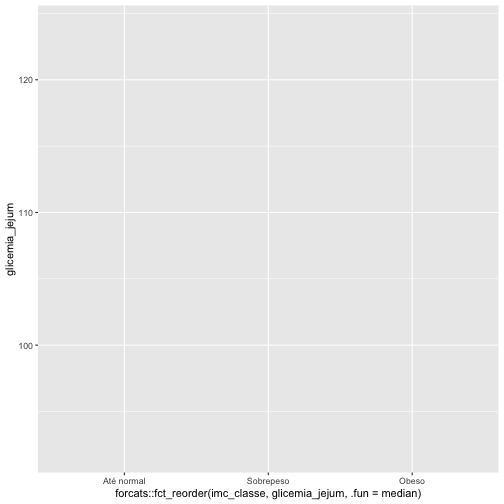 120
110
100
glicemia_jejum
Até normal Sobrepeso Obeso
forcats::fct_reorder(imc_classe, glicemia_jejum, .fun = median)